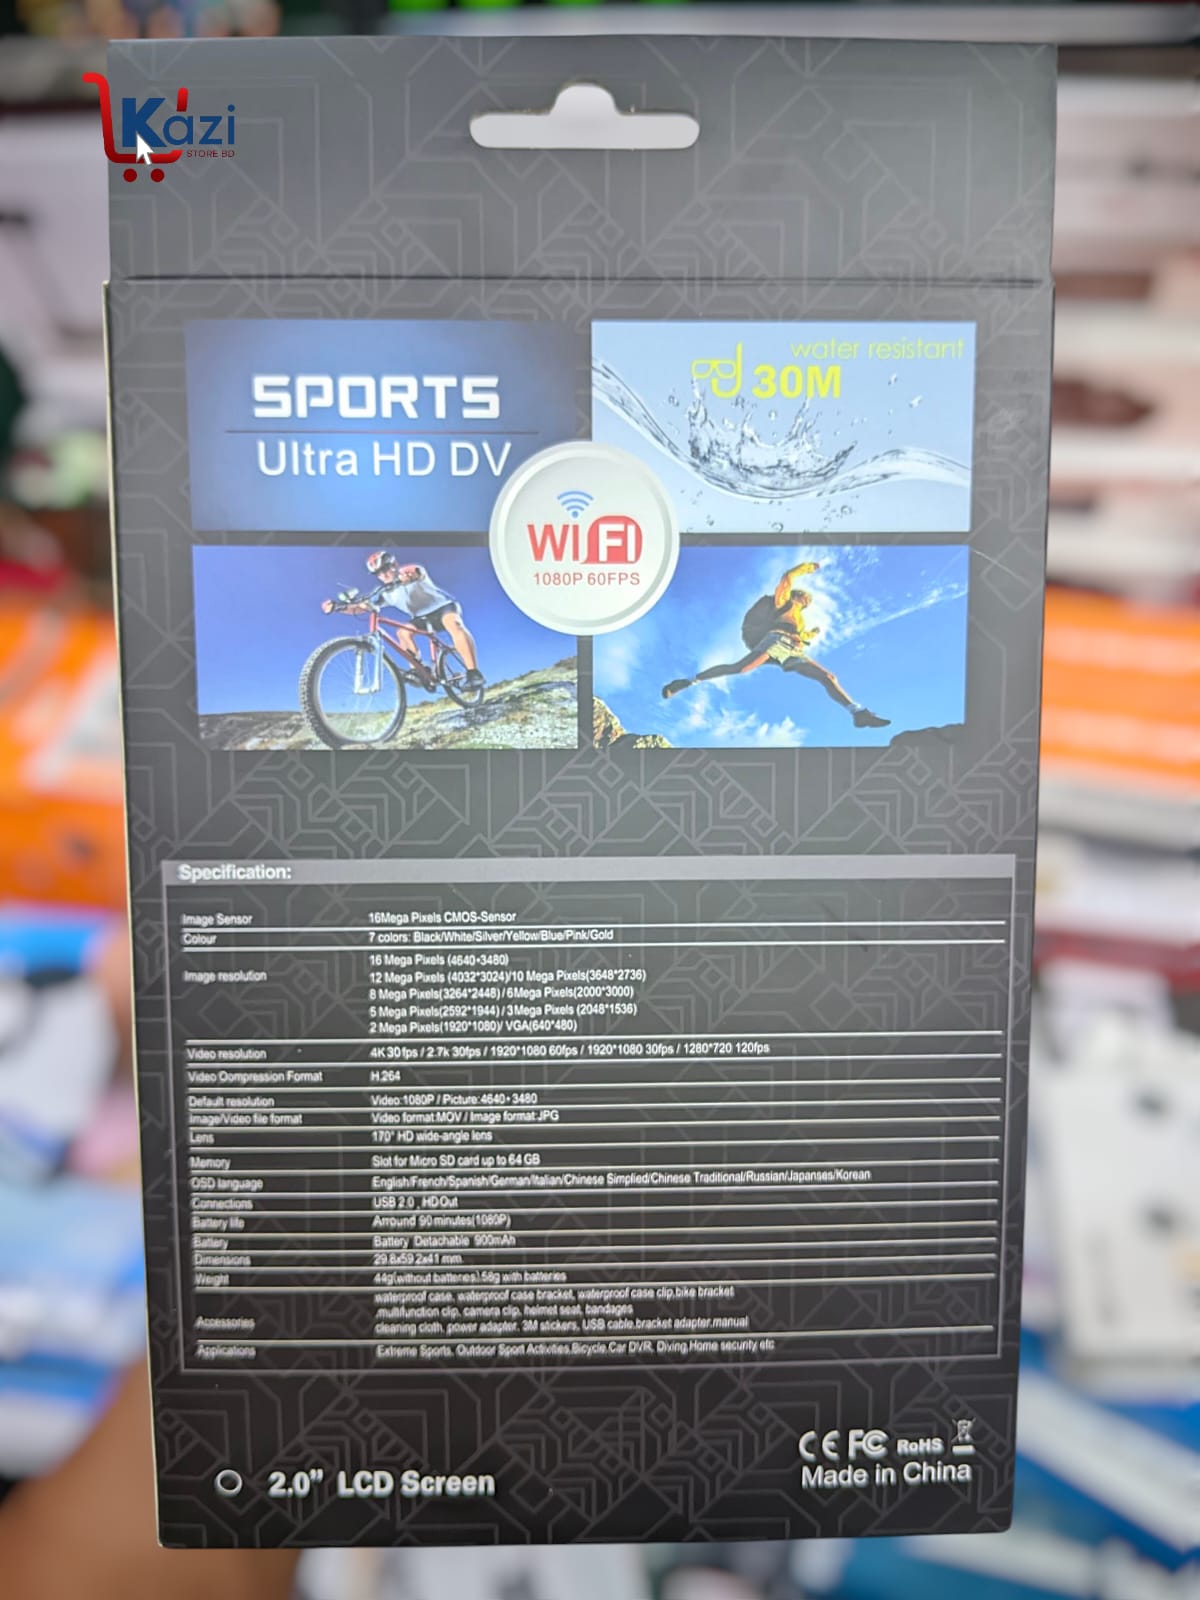 Kazi
STORE BD
SPORTS
Ultra HD DV
water resistant
30M
WIFI
1080P 60FPS
Specification:
Image Sensor 16Mega Pixels CMOS-Sensor
Colour 7 colors: Black/White/Silver/Yellow/Blue/Pink/Gold
Image resolution 16 Mega Pixels (4640*3480)
12 Mega Pixels (4032*3024)/10 Mega Pixels(3648*2736)
8 Mega Pixels(3264*2448) / 6Mega Pixels(2000*3000)
5 Mega Pixels(2592*1944) / 3Mega Pixels (2048*1536)
2 Mega Pixels(1920*1080)/ VGA(640*480)
Video resolution 4K 30fps / 2.7k 30fps / 1920*1080 60fps / 1920*1080 30fps / 1280*720 120fps
Video Oompression Format H.264
Default resolution Video:1080P / Picture:4640*3480
Image/Video file format Video format:MOV / Image format:JPG
Lens 170° HD wide-angle lens
Memory Slot for Micro SD card up to 64 GB
OSD language English/French/Spanish/German/Italian/Chinese Simplied/Chinese Traditional/Russian/Japanses/Korean
Connections USB 2.0 , HD Out
Battery life Arround 90 minutes(1080P)
Battery Battery Detachable 900mAh
Dimensions 29.8x59.2x41 mm
Weight 44g(without batteries) 58g with batteries
Accessories waterproof case, waterproof case bracket, waterproof case clip,bike bracket
,multifunction clip, camera clip, helmet seat, bandages
cleaning cloth, power adapter, 3M stickers, USB cable,bracket adapter,manual
Applications Extreme Sports, Outdoor Sport Activities,Bicycle,Car DVR, Diving,Home security etc
CE FC RoHS
Made in China
2.0" LCD Screen